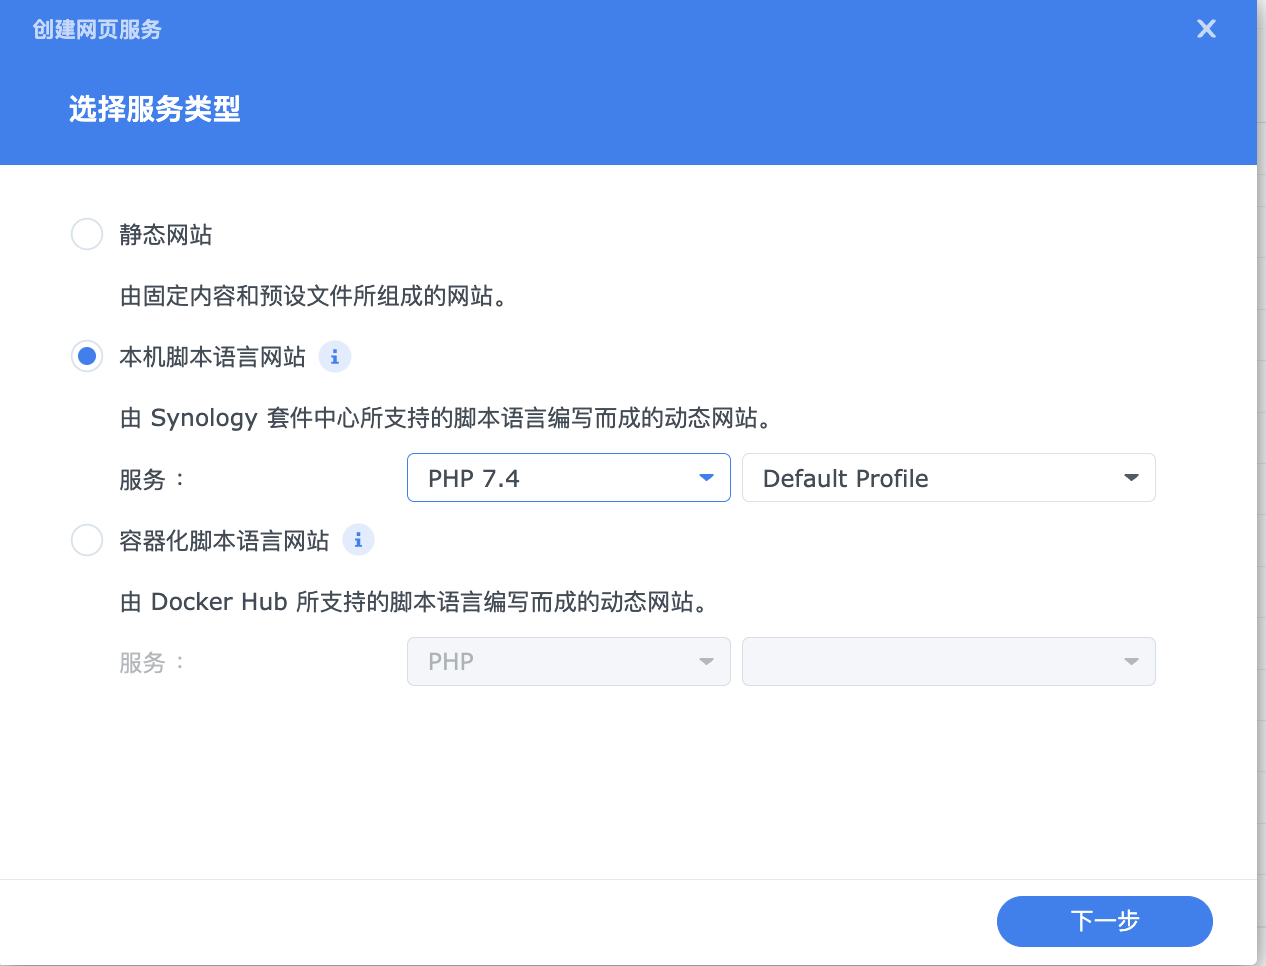 创建网页服务
选择服务类型
静态网站
由固定内容和预设文件所组成的网站。
本机脚本语言网站
由 Synology 套件中心所支持的脚本语言编写而成的动态网站。
服务： PHP 7.4 Default Profile
容器化脚本语言网站
由 Docker Hub 所支持的脚本语言编写而成的动态网站。
服务： PHP
下一步